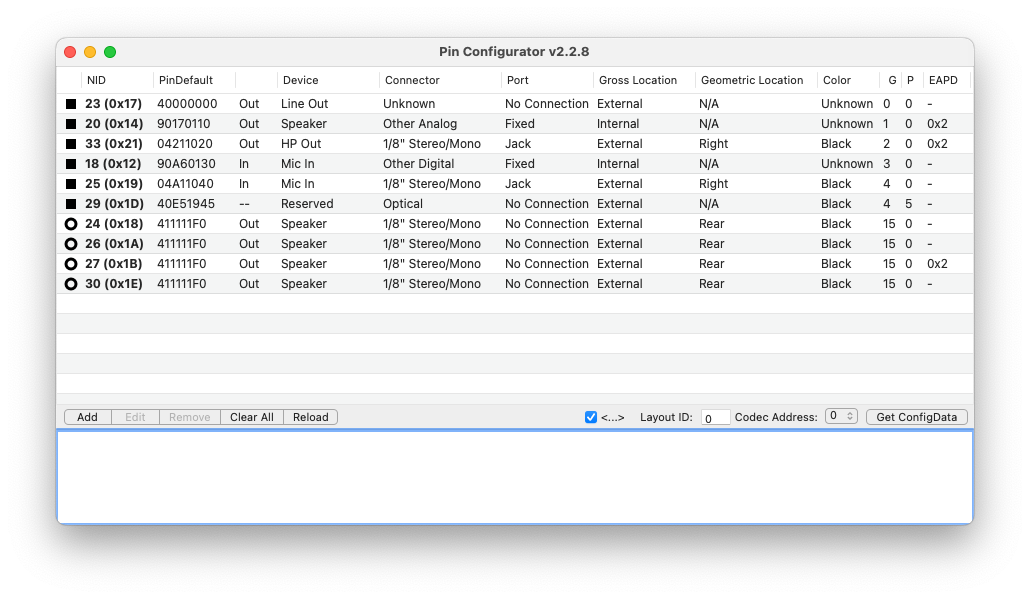 Pin Configurator v2.2.8
NID PinDefault Device Connector Port Gross Location Geometric Location Color G P EAPD
23 (0x17) 40000000 Out Line Out Unknown No Connection External N/A Unknown 0 0 -
20 (0x14) 90170110 Out Speaker Other Analog Fixed Internal N/A Unknown 1 0 0x2
33 (0x21) 04211020 Out HP Out 1/8" Stereo/Mono Jack External Right Black 2 0 0x2
18 (0x12) 90A60130 In Mic In Other Digital Fixed Internal N/A Unknown 3 0 -
25 (0x19) 04A11040 In Mic In 1/8" Stereo/Mono Jack External Right Black 4 0 -
29 (0x1D) 40E51945 -- Reserved Optical No Connection External N/A Black 4 5 -
24 (0x18) 411111F0 Out Speaker 1/8" Stereo/Mono No Connection External Rear Black 15 0 -
26 (0x1A) 411111F0 Out Speaker 1/8" Stereo/Mono No Connection External Rear Black 15 0 -
27 (0x1B) 411111F0 Out Speaker 1/8" Stereo/Mono No Connection External Rear Black 15 0 0x2
30 (0x1E) 411111F0 Out Speaker 1/8" Stereo/Mono No Connection External Rear Black 15 0 -
Add Edit Remove Clear All Reload <...> Layout ID: 0 Codec Address: 0 Get ConfigData